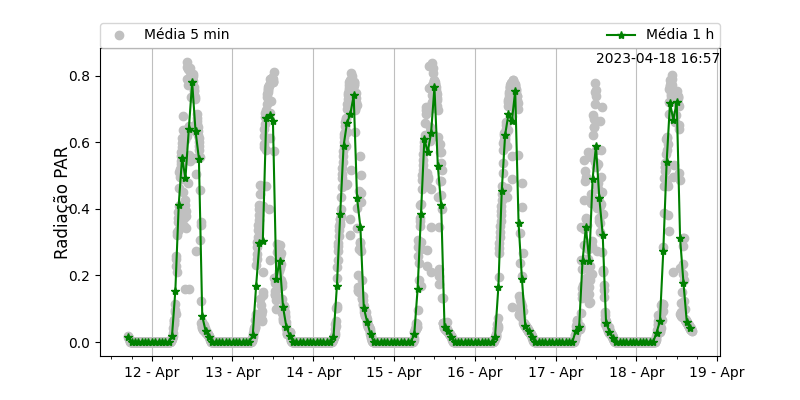 Média 5 min
Média 1 h
2023-04-18 16:57
Radiação PAR
0.8
0.6
0.4
0.2
0.0
12 - Apr
13 - Apr
14 - Apr
15 - Apr
16 - Apr
17 - Apr
18 - Apr
19 - Apr